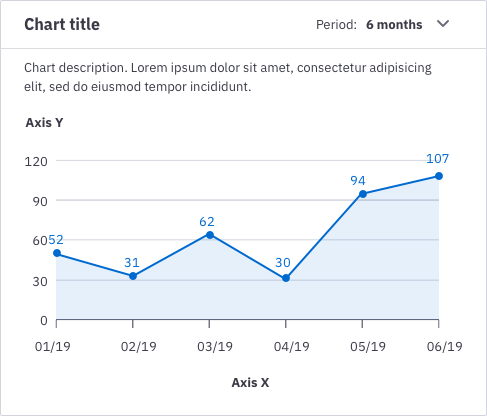 Chart title
Period: 6 months
Chart description. Lorem ipsum dolor sit amet, consectetur adipisicing
elit, sed do eiusmod tempor incididunt.
Axis Y
120
107
94
90
62
60
52
31
30
30
0
01/19 02/19 03/19 04/19 05/19 06/19
Axis X